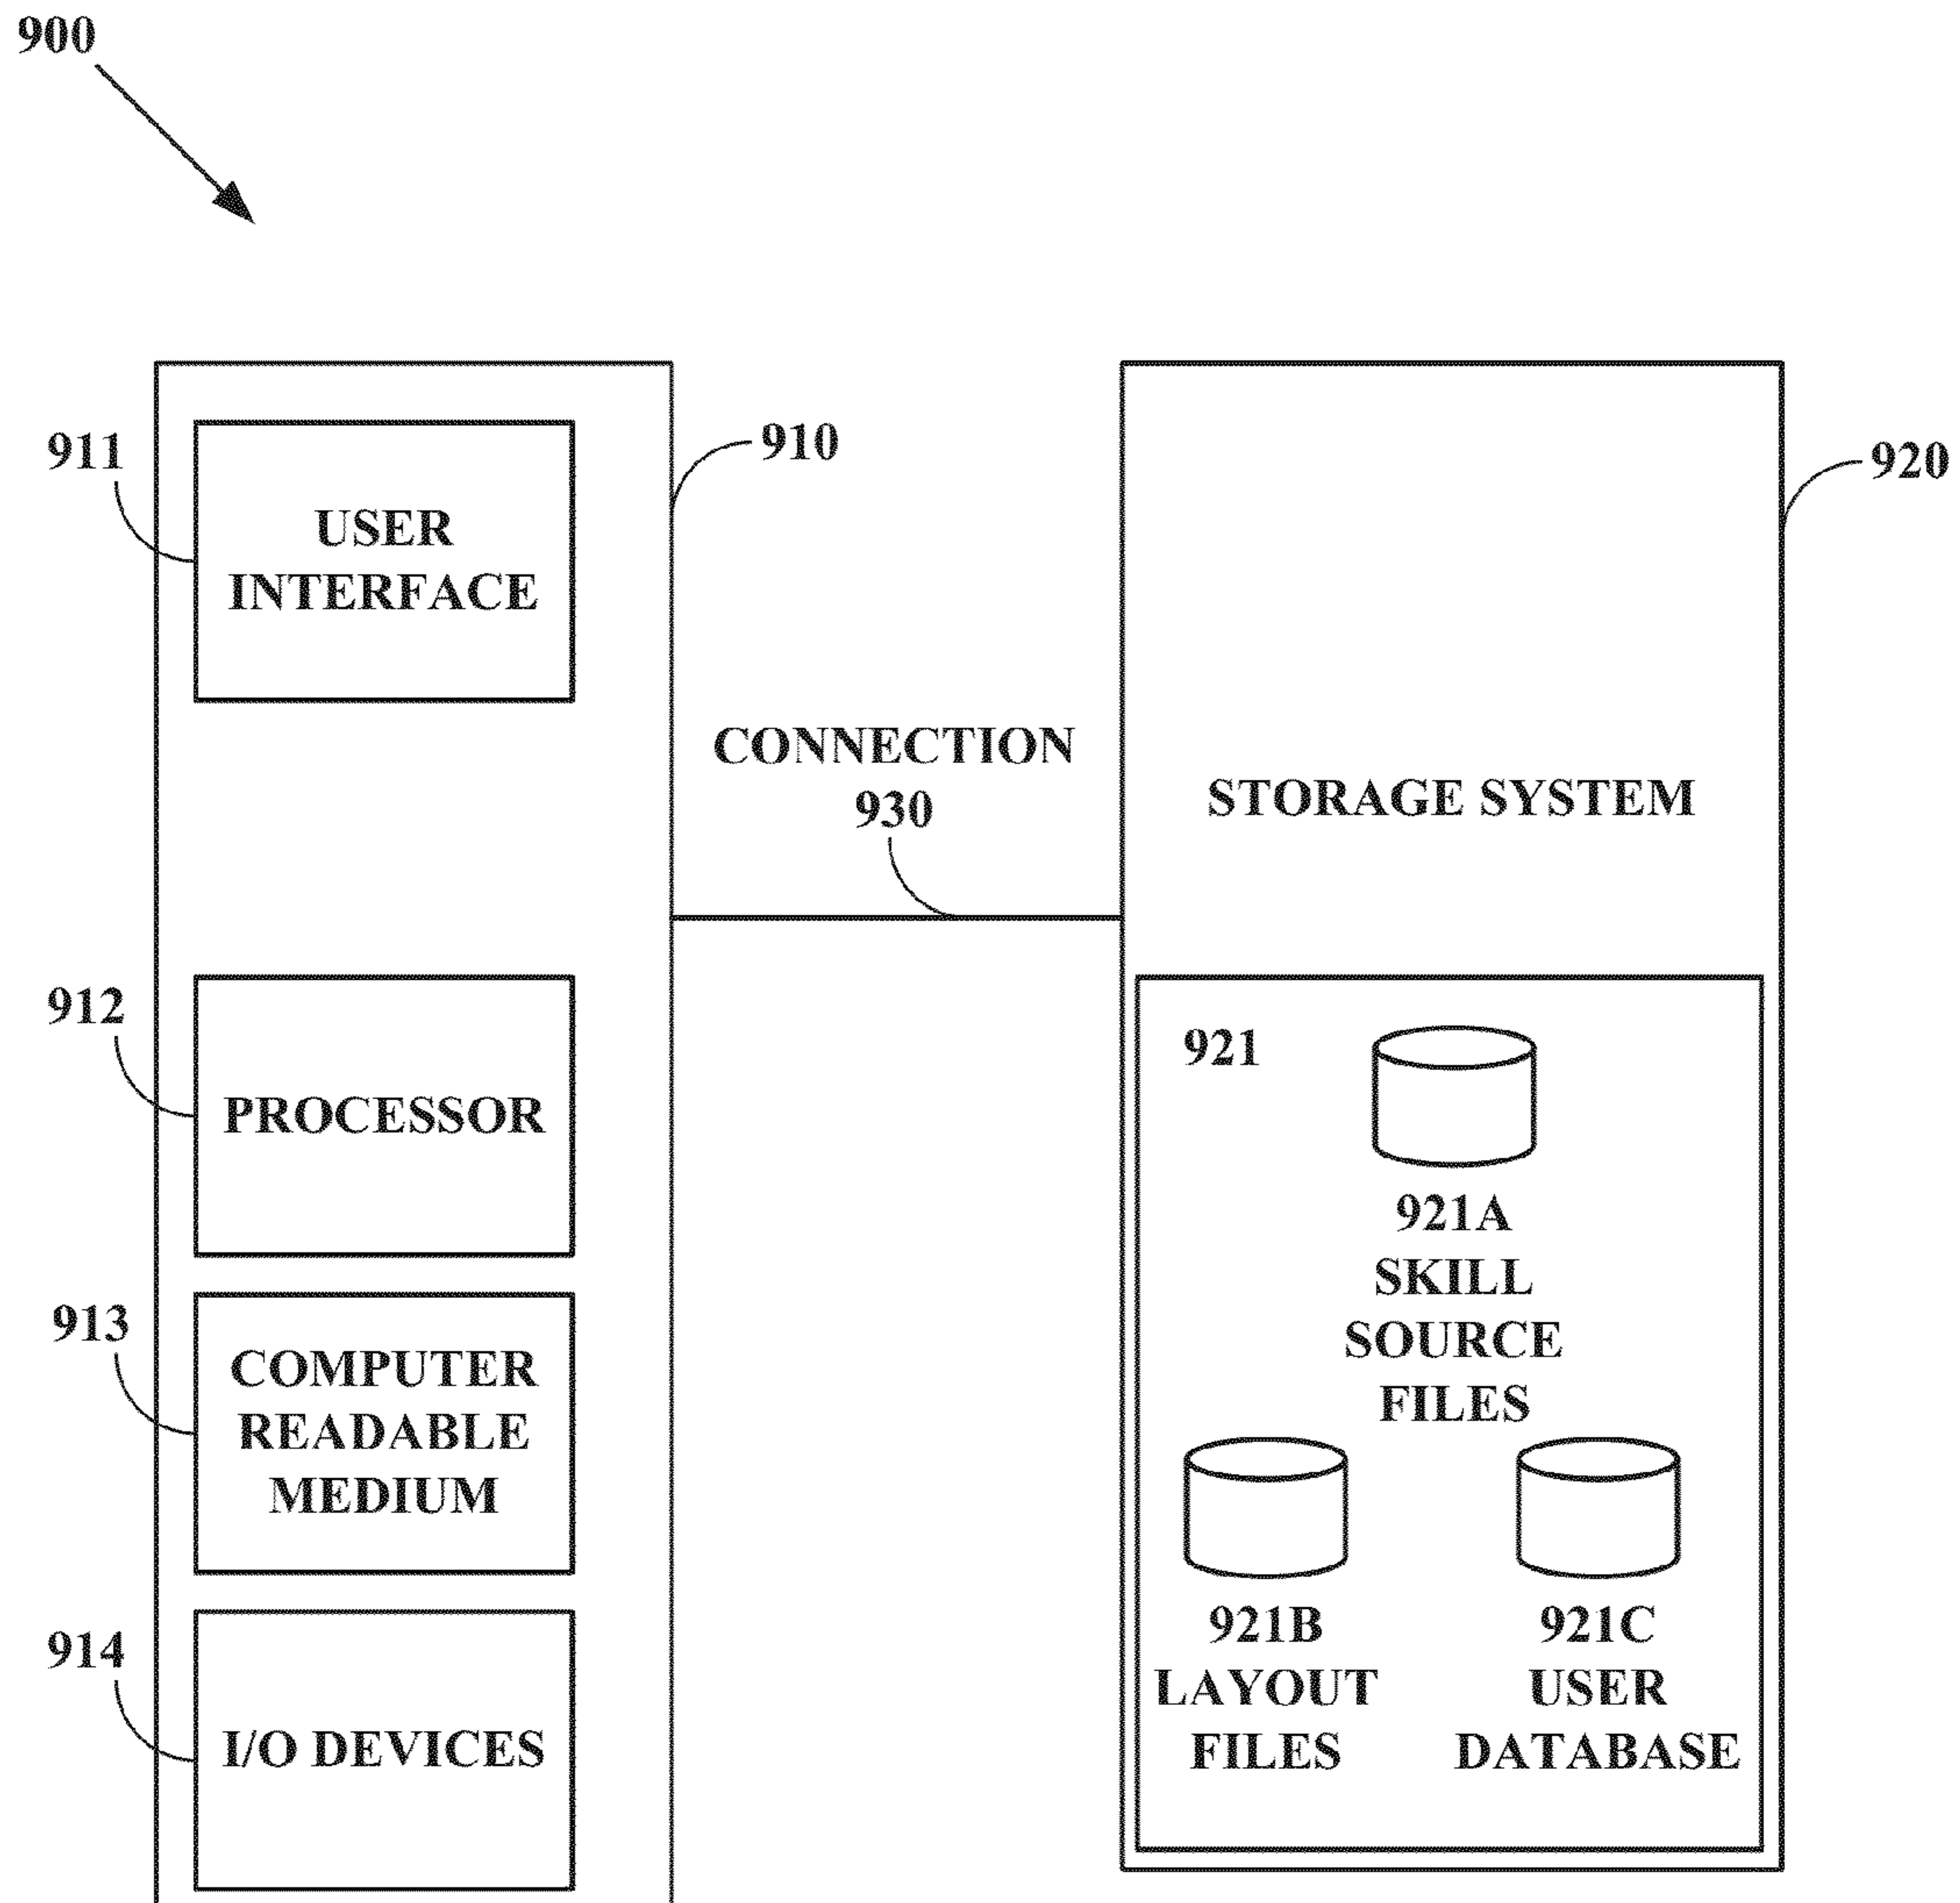 900
911
USER
INTERFACE
910
920
CONNECTION
930
STORAGE SYSTEM
912
PROCESSOR
921
921A
SKILL
SOURCE
FILES
913
COMPUTER
READABLE
MEDIUM
921B
LAYOUT
FILES
921C
USER
DATABASE
914
I/O DEVICES